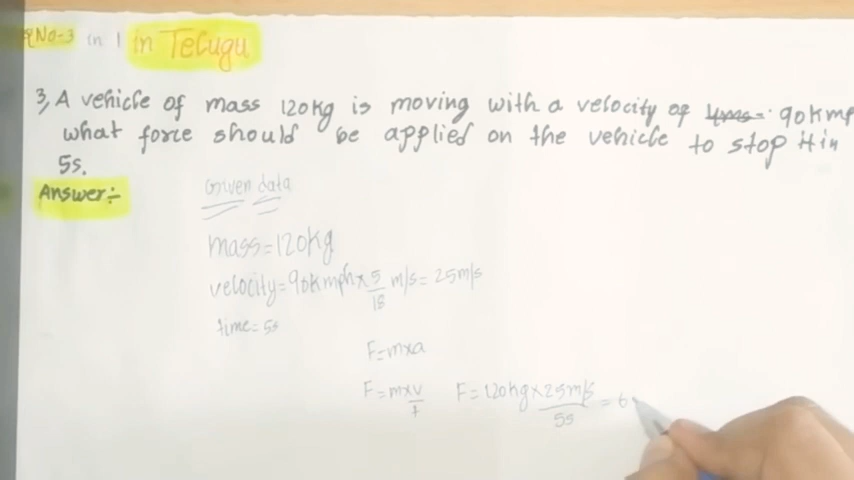 QNo-3 in 1 in Telugu
3, A vehicle of mass 120kg is moving with a velocity of 4ms- 90kmp
what force should be applied on the vehicle to stop it in
5s.
Answer:-
Given data
mass=120kg
velocity=90kmph×5/18 m/s=25m/s
time=5s
F=m×a
F=m×v/t F=120kg×25m/s/5s=6